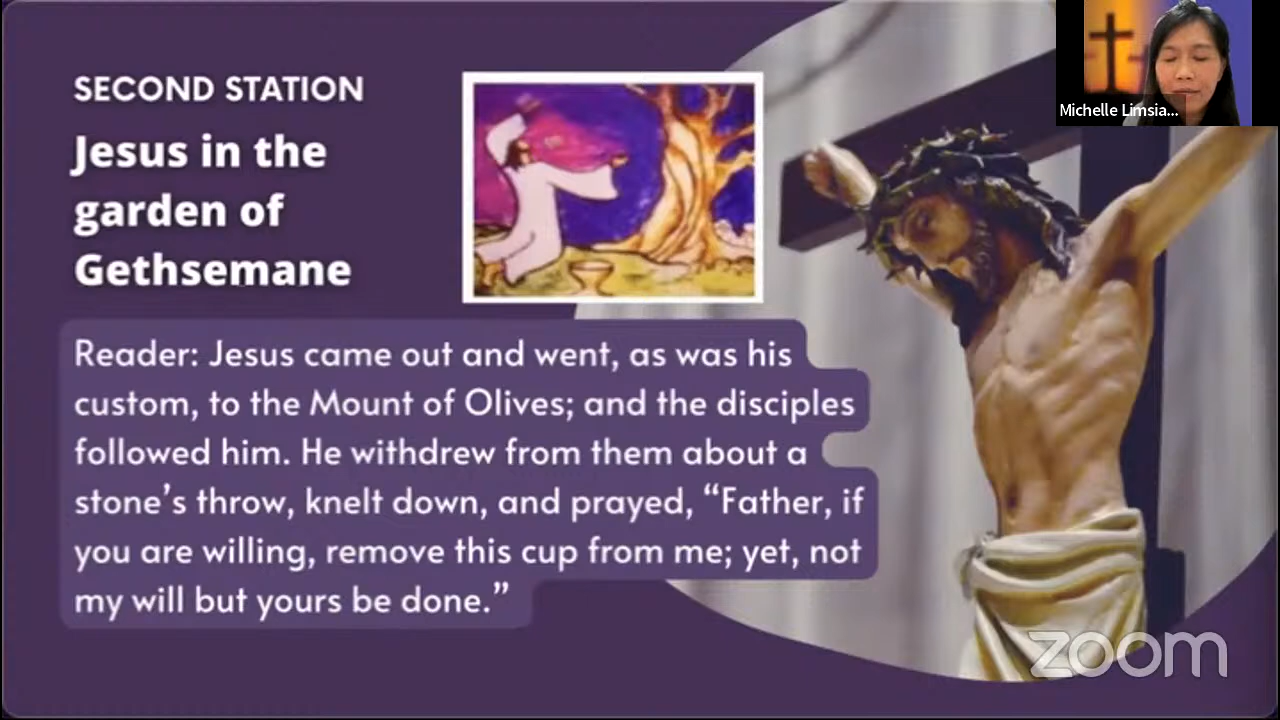 SECOND STATION
Jesus in the
garden of
Gethsemane
Reader: Jesus came out and went, as was his
custom, to the Mount of Olives; and the disciples
followed him. He withdrew from them about a
stone’s throw, knelt down, and prayed, “Father, if
you are willing, remove this cup from me; yet, not
my will but yours be done.”
Michelle Limsia...
zoom